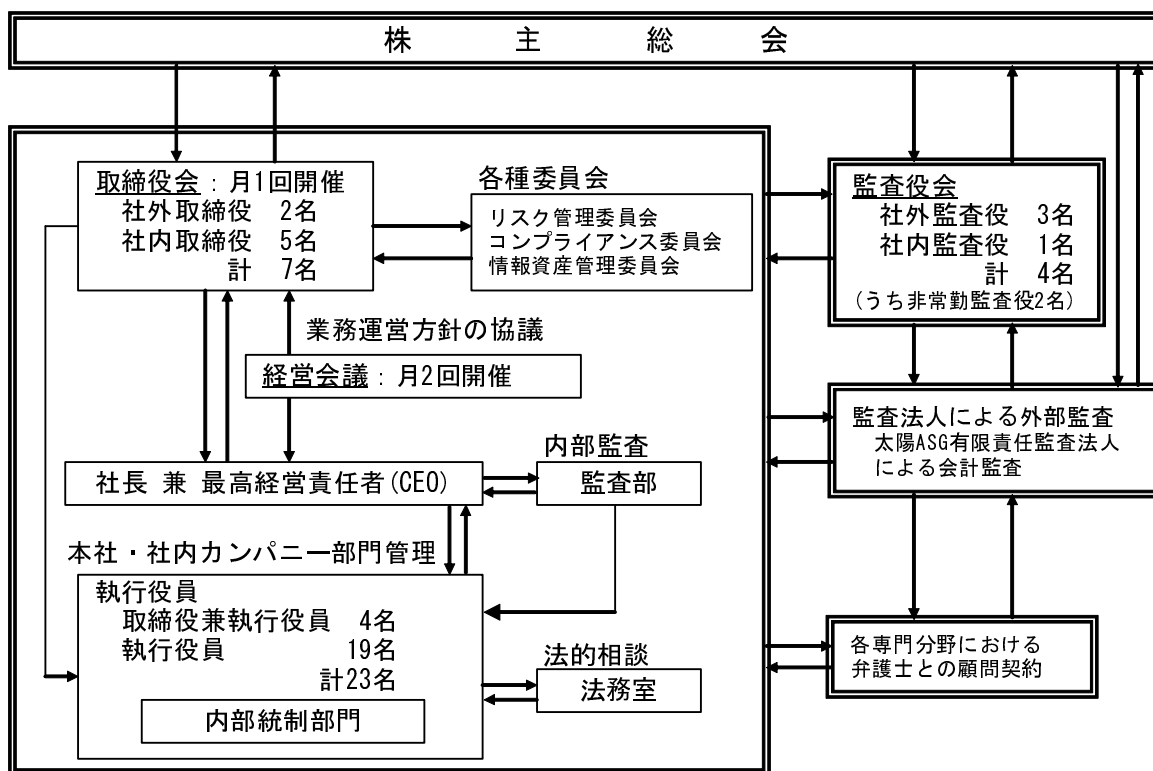 株主総会
取締役会：月1回開催
社外取締役 2名
社内取締役 5名
計 7名
各種委員会
リスク管理委員会
コンプライアンス委員会
情報資産管理委員会
監査役会
社外監査役 3名
社内監査役 1名
計 4名
(うち非常勤監査役2名)
業務運営方針の協議
経営会議：月2回開催
監査法人による外部監査
太陽ASG有限責任監査法人
による会計監査
内部監査
社長 兼 最高経営責任者(CEO)
監査部
本社・社内カンパニー部門管理
執行役員
取締役兼執行役員 4名
執行役員 19名
計23名
内部統制部門
法的相談
法務室
各専門分野における
弁護士との顧問契約